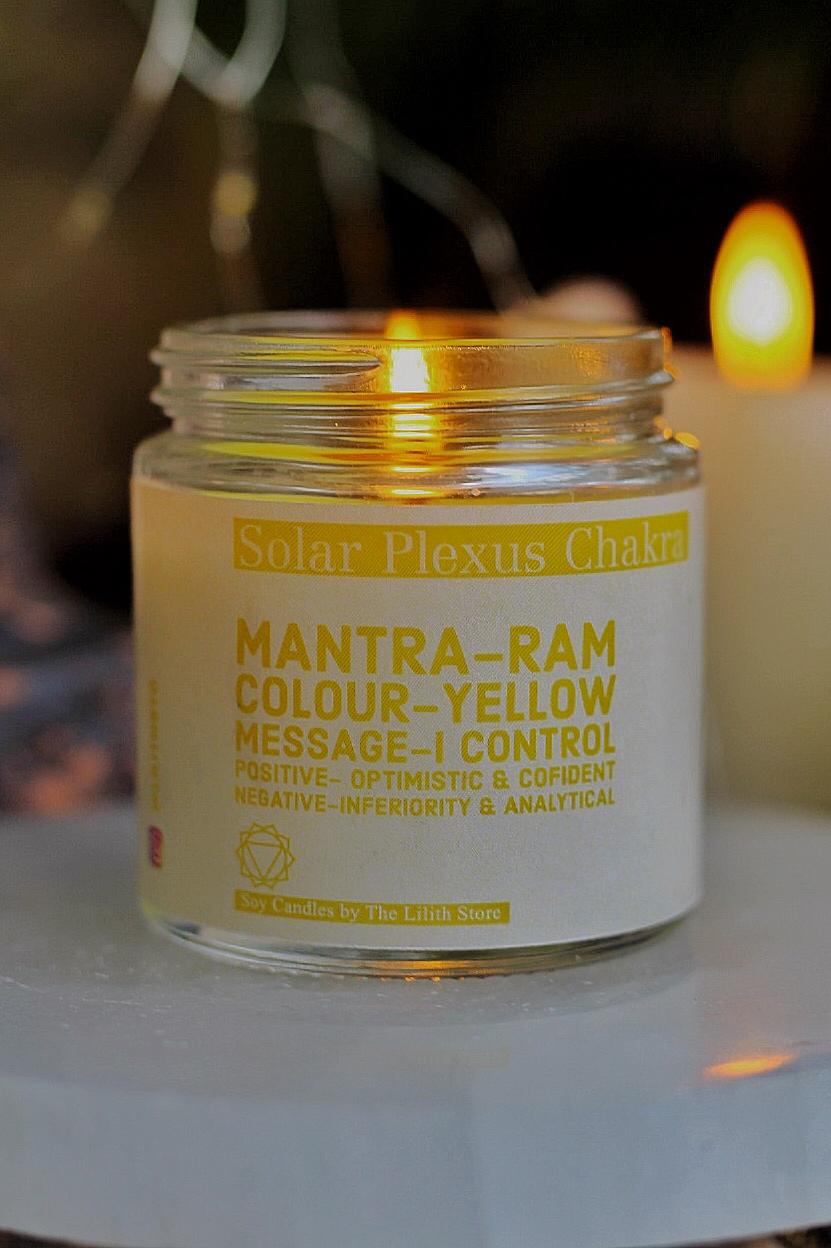 Solar Plexus Chakra
MANTRA-RAM
COLOUR-YELLOW
MESSAGE-I CONTROL
POSITIVE- OPTIMISTIC & COFIDENT
NEGATIVE-INFERIORITY & ANALYTICAL
Soy Candles by The Lilith Store